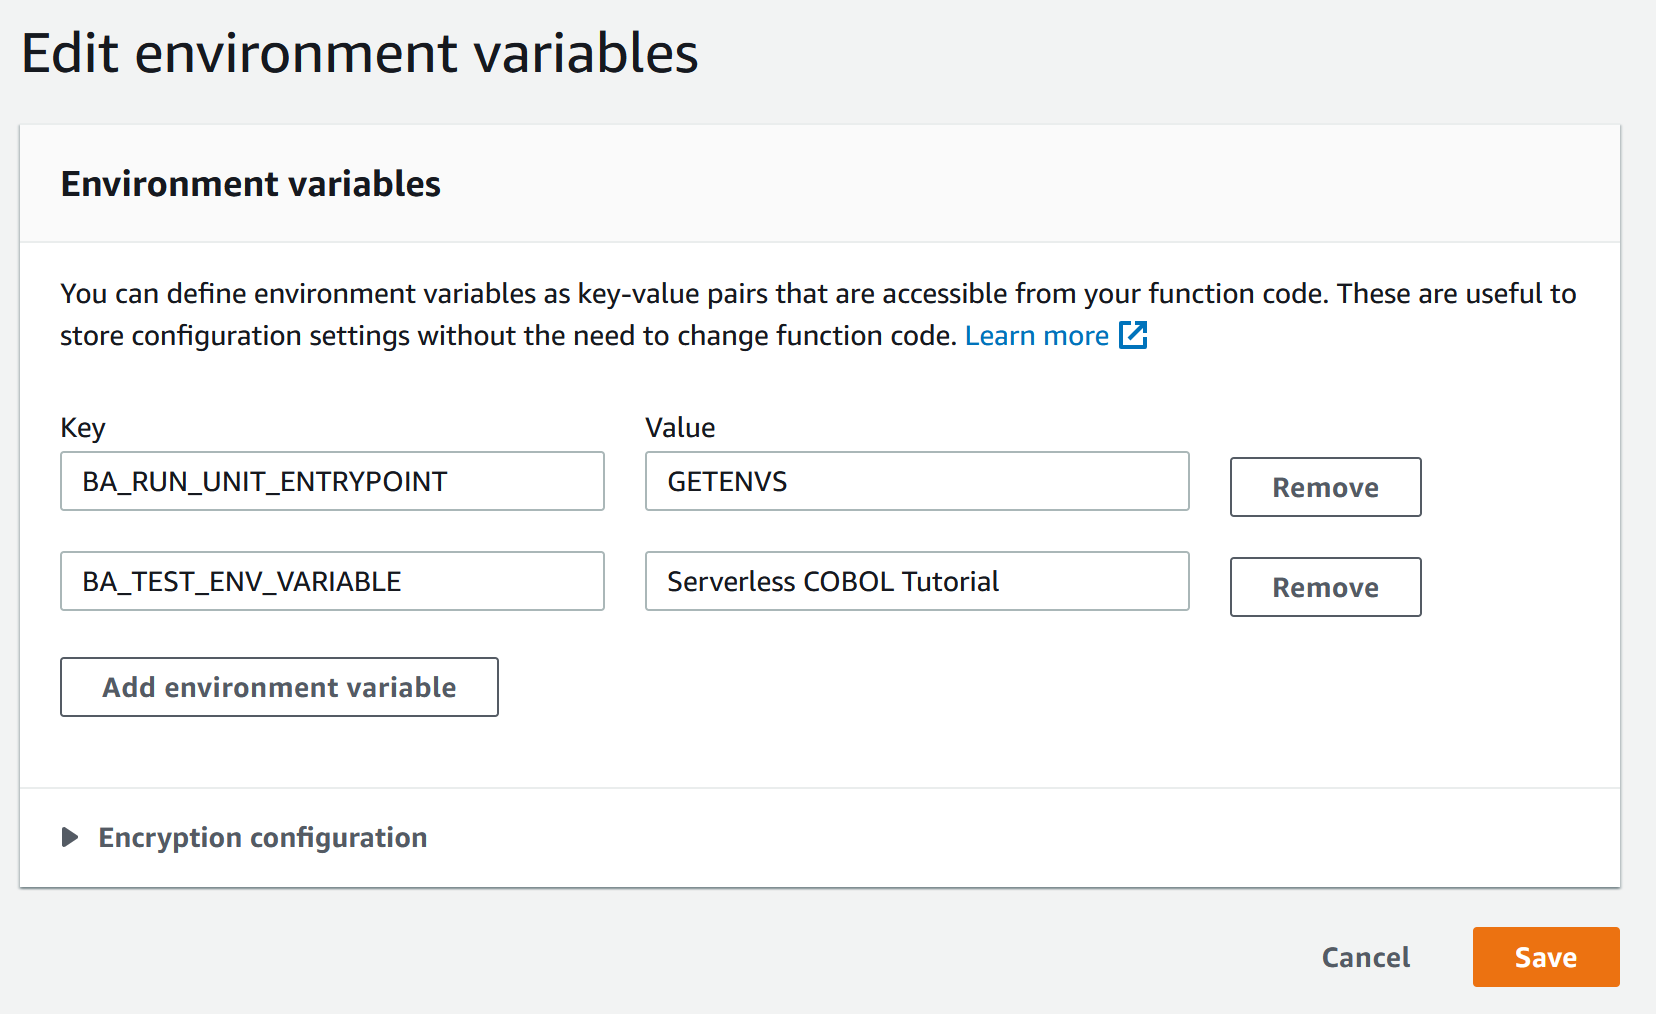 Edit environment variables
Environment variables
You can define environment variables as key-value pairs that are accessible from your function code. These are useful to
store configuration settings without the need to change function code. Learn more
Key Value
BA_RUN_UNIT_ENTRYPOINT GETENVS Remove
BA_TEST_ENV_VARIABLE Serverless COBOL Tutorial Remove
Add environment variable
Encryption configuration
Cancel Save